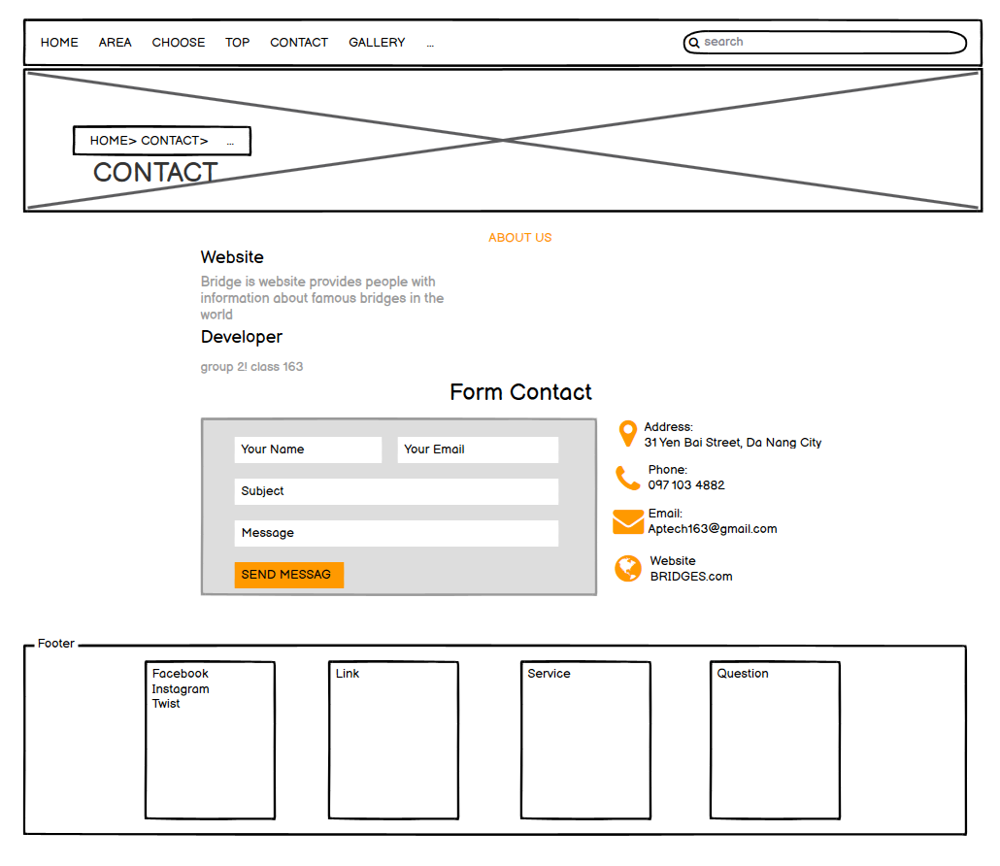 HOME AREA CHOOSE TOP CONTACT GALLERY ... search
HOME> CONTACT> ...
CONTACT
ABOUT US
Website
Bridge is website provides people with
information about famous bridges in the
world
Developer
group 2! class 163
Form Contact
Your Name Your Email
Subject
Message
SEND MESSAG
Address:
31 Yen Bai Street, Da Nang City
Phone:
097 103 4882
Email:
Aptech163@gmail.com
Website
BRIDGES.com
Footer
Facebook
Instagram
Twist
Link
Service
Question